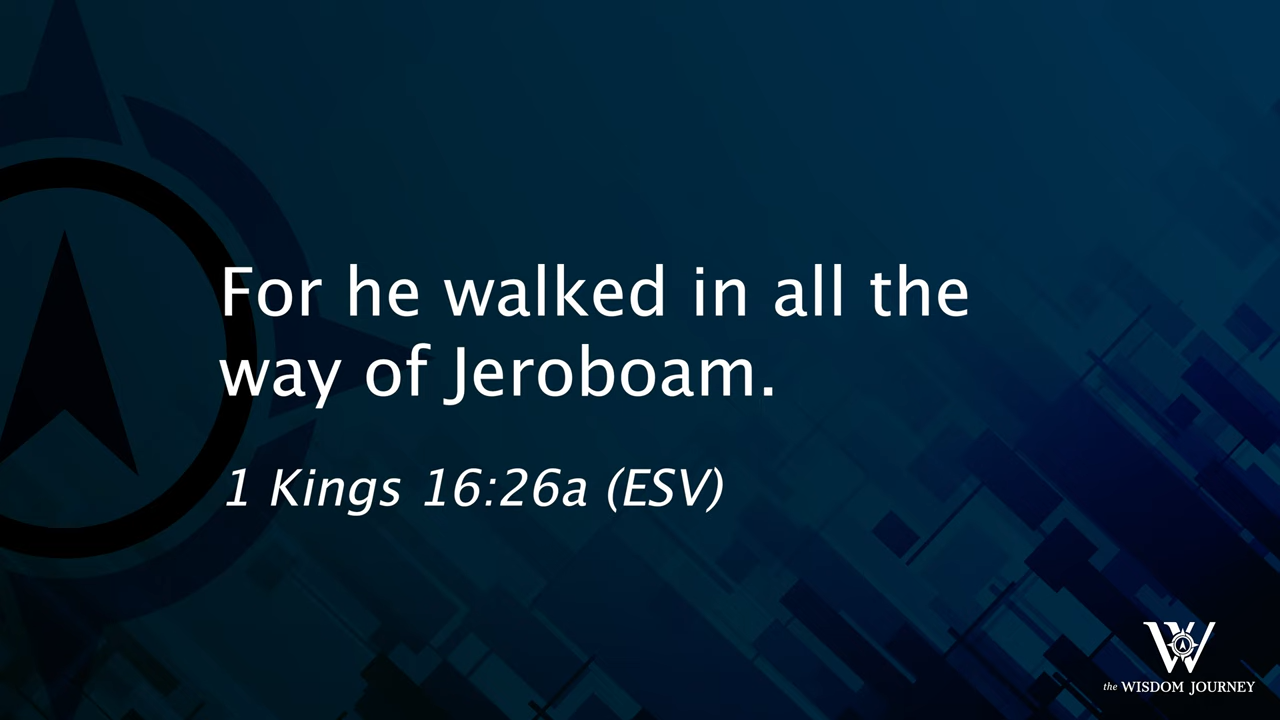 For he walked in all the
way of Jeroboam.
1 Kings 16:26a (ESV)
W
the WISDOM JOURNEY